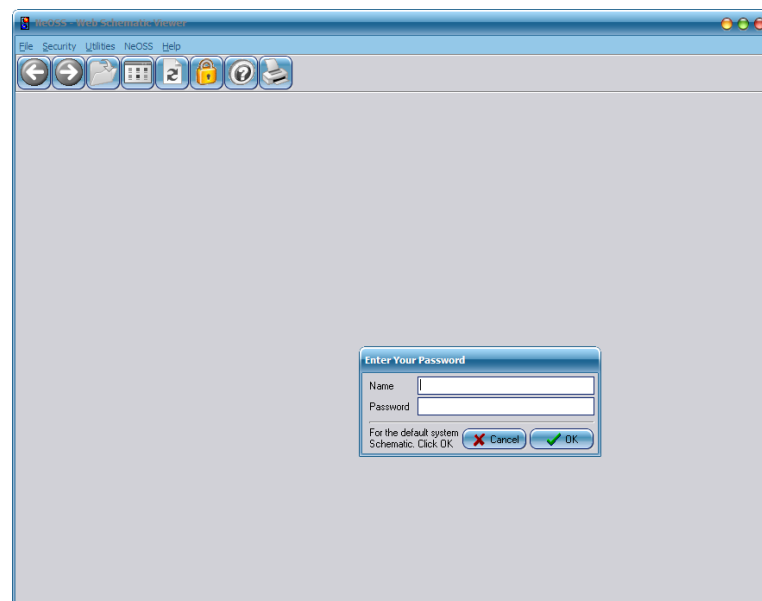 NeOSS - Web Schematic Viewer
File Security Utilities NeOSS Help
Enter Your Password
Name
Password
For the default system
Schematic. Click OK
Cancel
OK